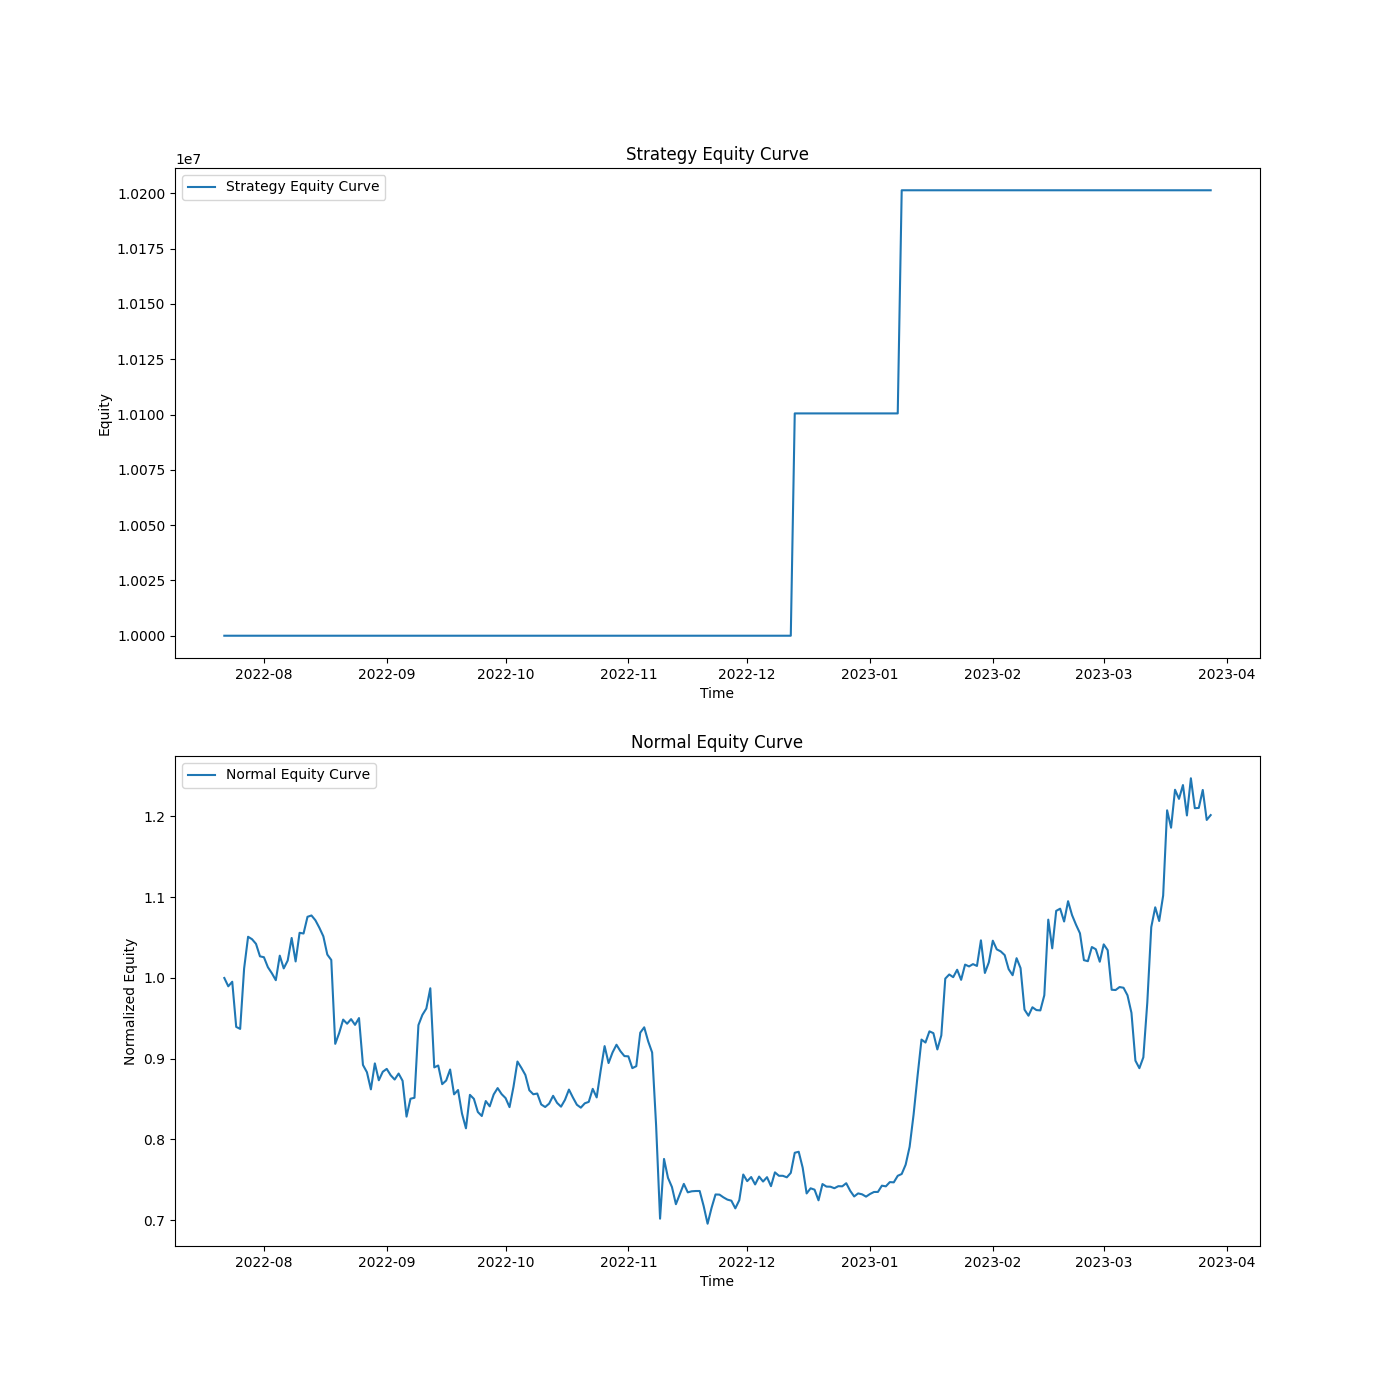 Strategy Equity Curve
1e7
Strategy Equity Curve
1.0200
1.0175
1.0150
1.0125
1.0100
1.0075
1.0050
1.0025
1.0000
Equity
2022-08 2022-09 2022-10 2022-11 2022-12 2023-01 2023-02 2023-03 2023-04
Time
Normal Equity Curve
Normal Equity Curve
1.2
1.1
1.0
0.9
0.8
0.7
Normalized Equity
2022-08 2022-09 2022-10 2022-11 2022-12 2023-01 2023-02 2023-03 2023-04
Time